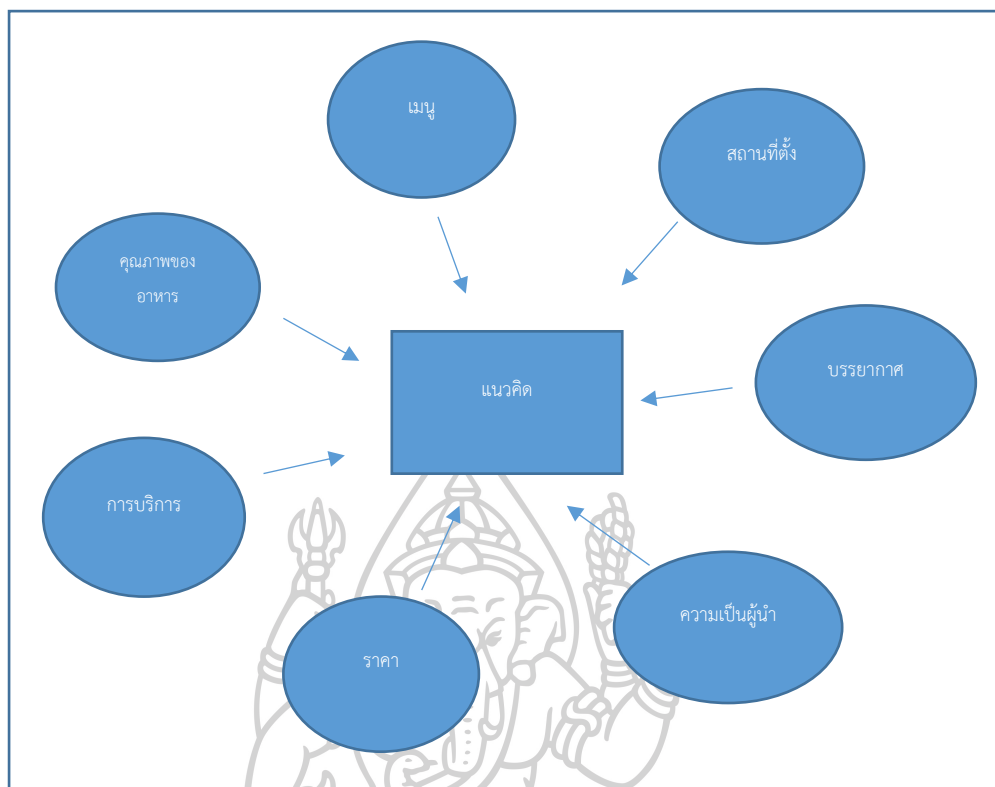 เมนู
สถานที่ตั้ง
คุณภาพของ
อาหาร
บรรยากาศ
แนวคิด
การบริการ
ความเป็นผู้นำ
ราคา